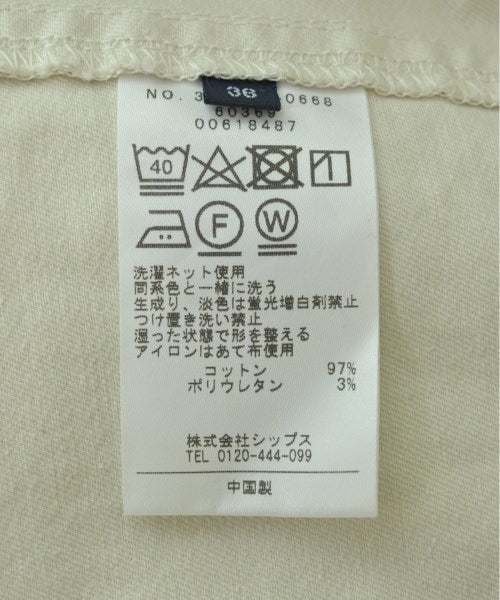 36
NO. 3 0668
60369
00618487
40
F W
洗濯ネット使用
同系色と一緒に洗う
生成り、淡色は蛍光増白剤禁止
つけ置き洗い禁止
湿った状態で形を整える
アイロンはあて布使用
コットン 97%
ポリウレタン 3%
株式会社シップス
TEL 0120-444-099
中国製